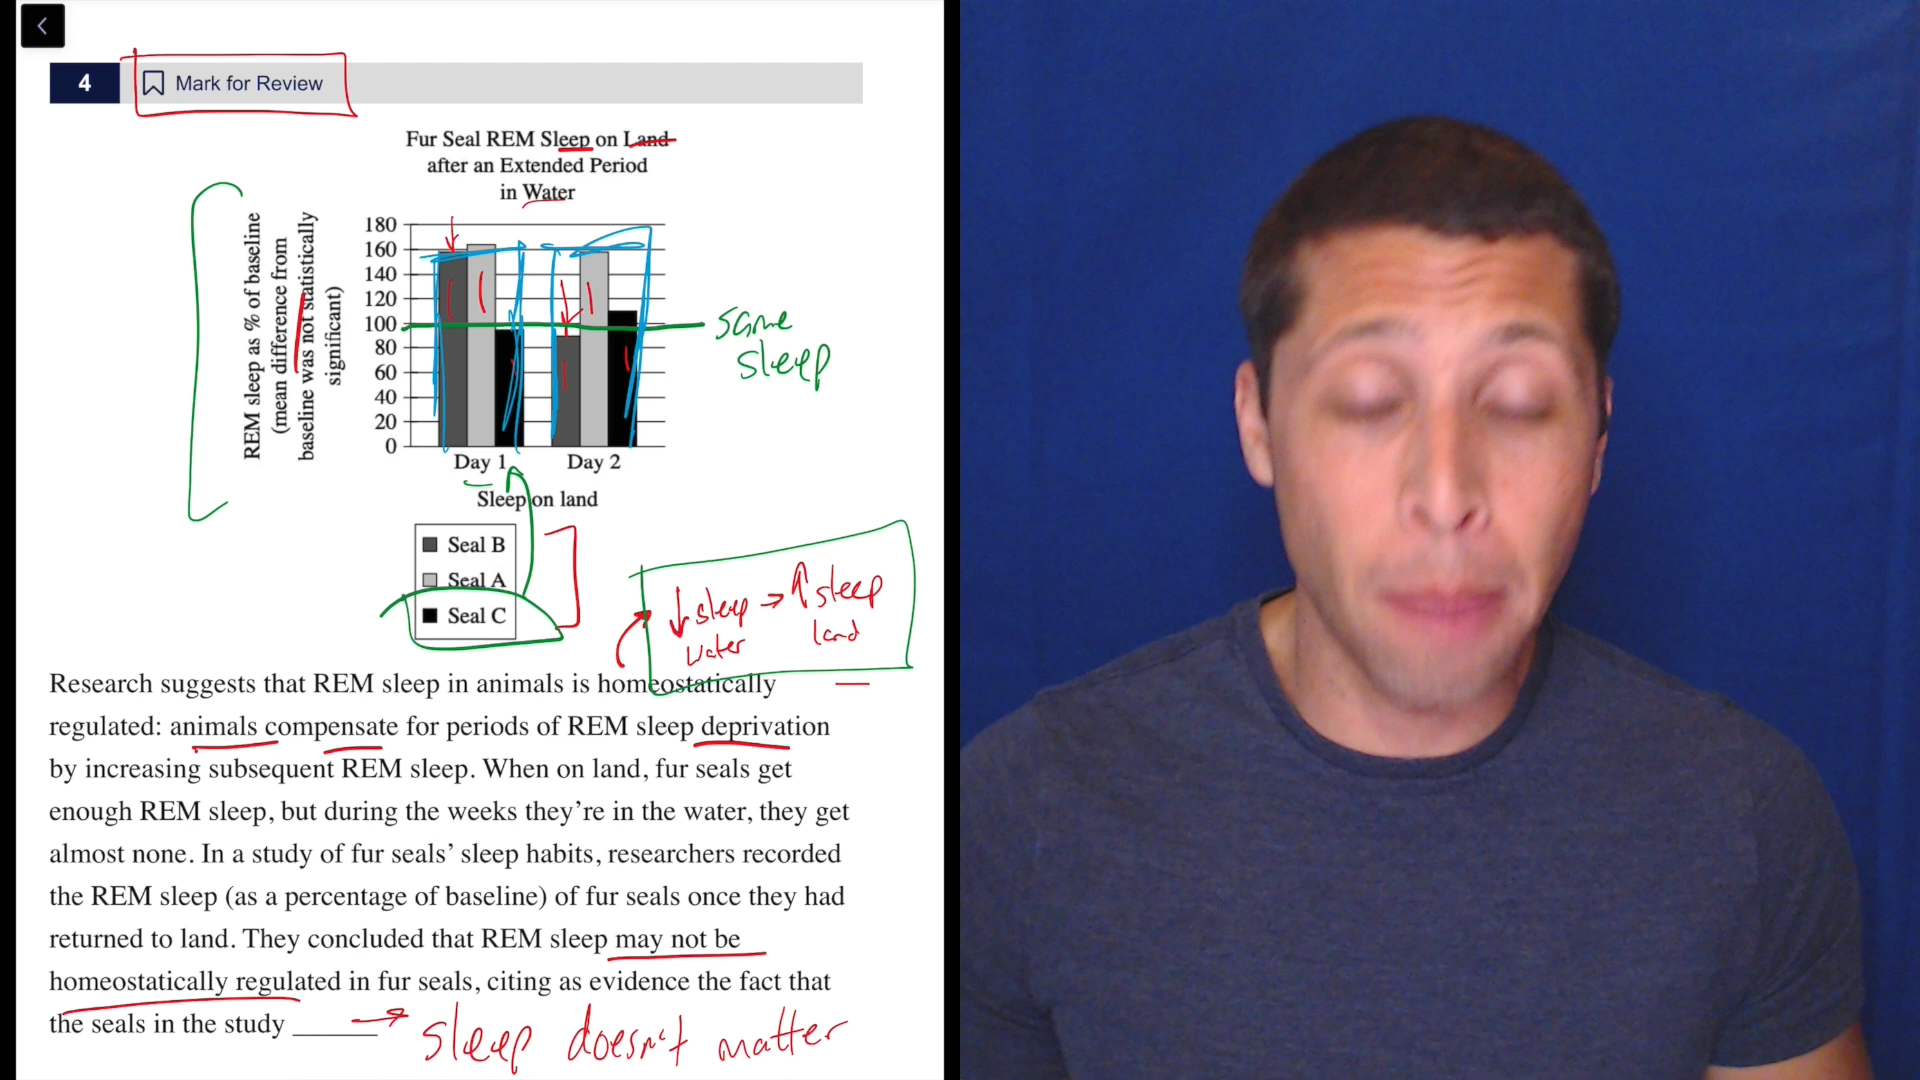 4 Mark for Review
Fur Seal REM Sleep on Land
after an Extended Period
in Water
REM sleep as % of baseline
(mean difference from
baseline was not statistically
significant)
180
160
140
120
100
80
60
40
20
0
same
sleep
Day 1 Day 2
Sleep on land
Seal B
Seal A
Seal C
↓ sleep → ↑ sleep
water land
Research suggests that REM sleep in animals is homeostatically
regulated: animals compensate for periods of REM sleep deprivation
by increasing subsequent REM sleep. When on land, fur seals get
enough REM sleep, but during the weeks they’re in the water, they get
almost none. In a study of fur seals’ sleep habits, researchers recorded
the REM sleep (as a percentage of baseline) of fur seals once they had
returned to land. They concluded that REM sleep may not be
homeostatically regulated in fur seals, citing as evidence the fact that
the seals in the study ______ → sleep doesn't matter